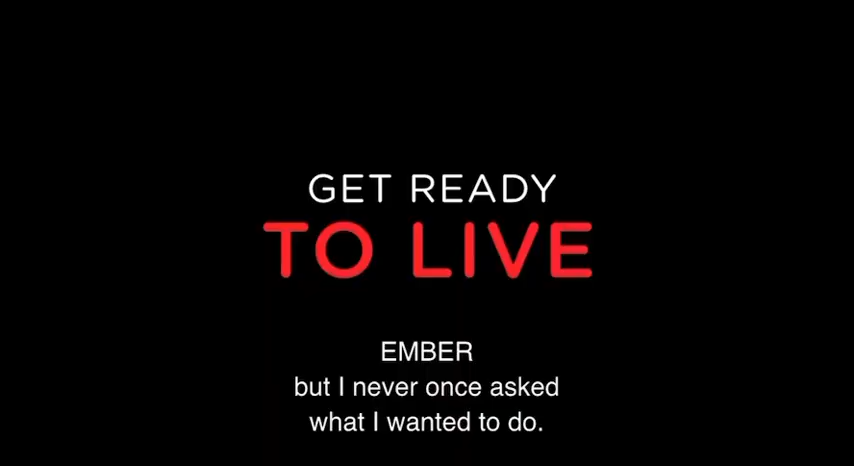 GET READY
TO LIVE
EMBER
but I never once asked
what I wanted to do.